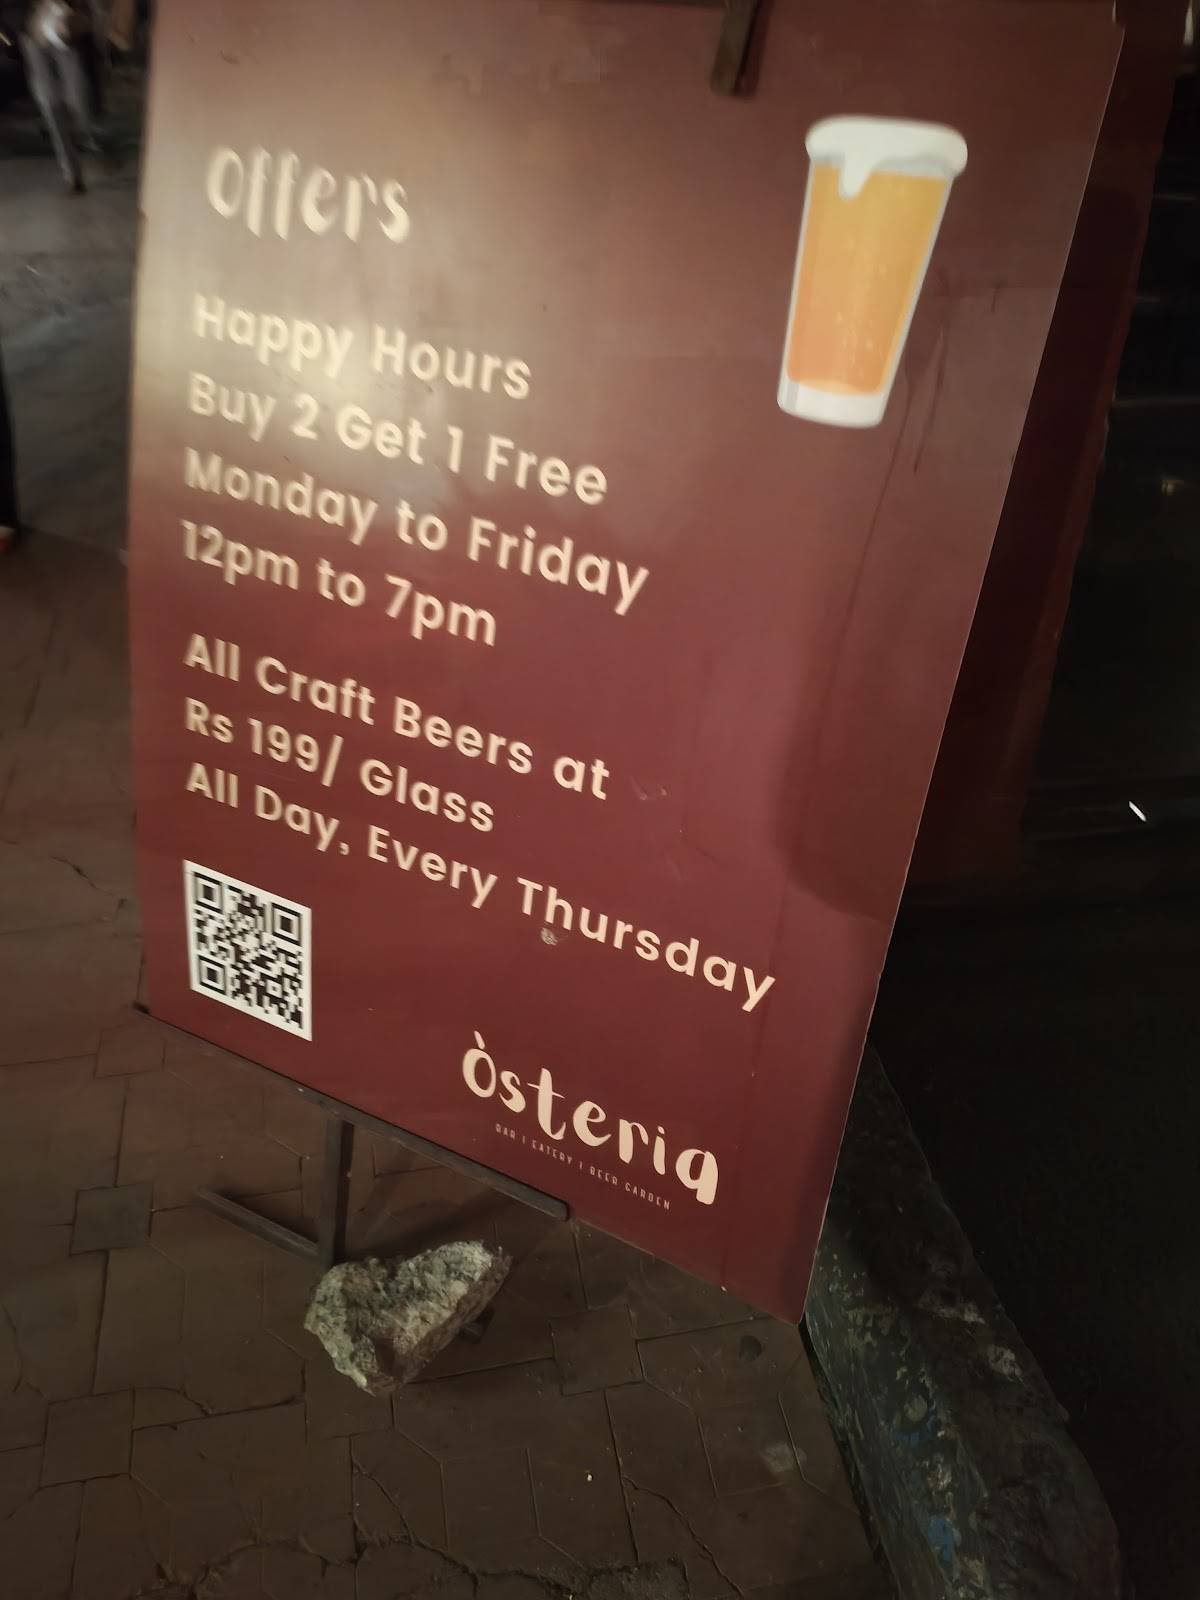 Offers
Happy Hours
Buy 2 Get 1 Free
Monday to Friday
12pm to 7pm
All Craft Beers at
Rs 199/ Glass
All Day, Every Thursday
Òsteria
BAR | EATERY | BEER GARDEN